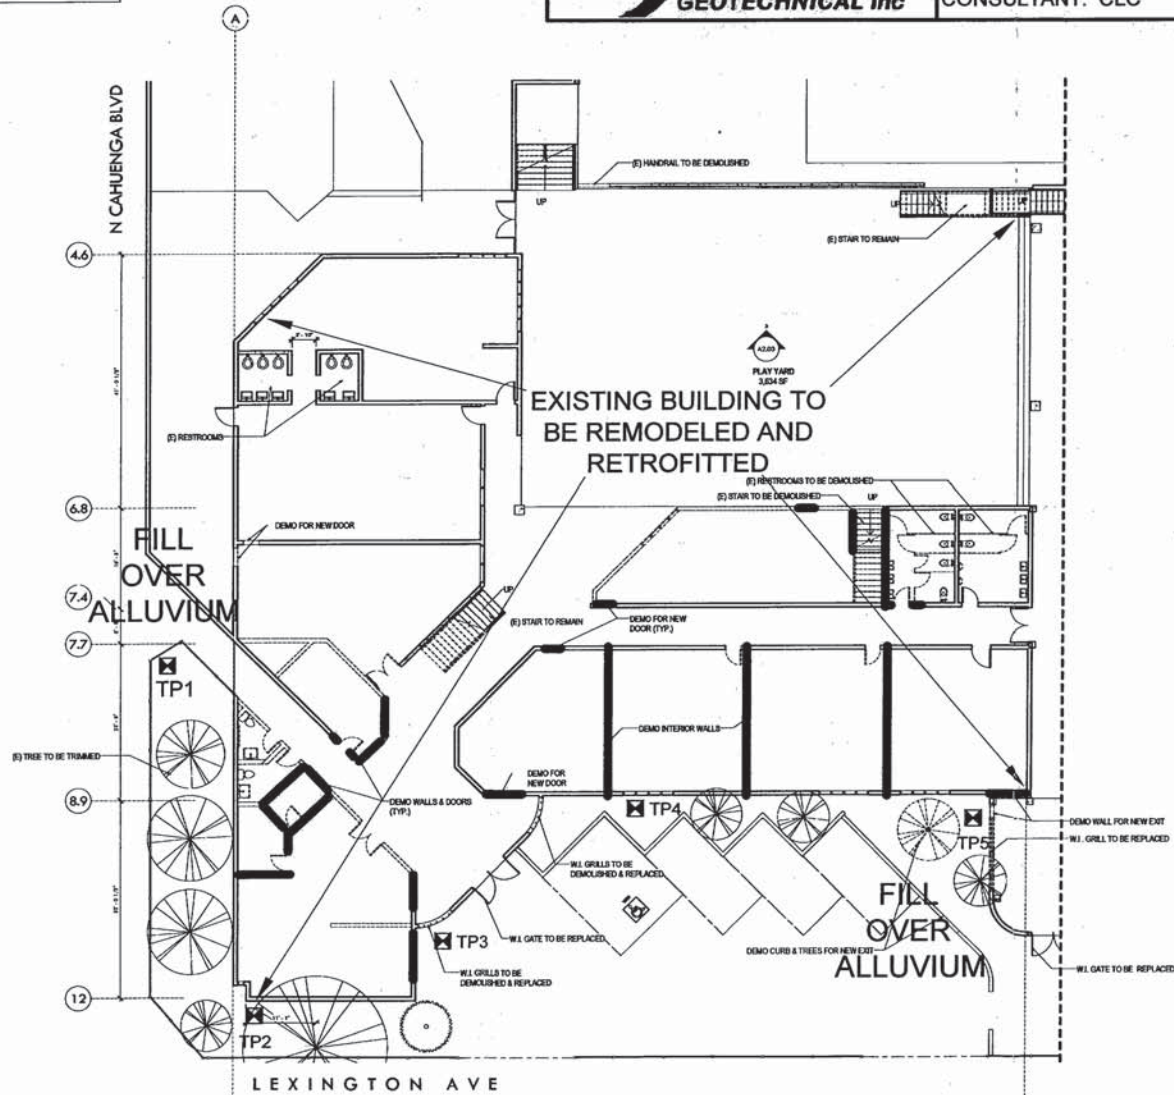 GEOTECHNICAL Inc
CONSULTANT: CLC
A
N CAHUENGA BLVD
(E) HANDRAIL TO BE DEMOLISHED
UP
UP
UP
(E) STAIR TO REMAIN
4.6
A2.03
PLAY YARD
3,634 SF
EXISTING BUILDING TO
BE REMODELED AND
RETROFITTED
(E) RESTROOMS
(E) RESTROOMS TO BE DEMOLISHED
(E) STAIR TO BE DEMOLISHED
UP
6.8
DEMO FOR NEW DOOR
FILL
OVER
ALLUVIUM
7.4
UP
(E) STAIR TO REMAIN
DEMO FOR NEW
DOOR (TYP.)
7.7
TP1
DEMO INTERIOR WALLS
(E) TREE TO BE TRIMMED
DEMO FOR
NEW DOOR
8.9
DEMO WALLS & DOORS
(TYP.)
TP4
TP5
DEMO WALL FOR NEW EXIT
W.I. GRILL TO BE REPLACED
W.I. GRILLS TO BE
DEMOLISHED & REPLACED
FILL
OVER
ALLUVIUM
TP3
W.I. GATE TO BE REPLACED
DEMO CURB & TREES FOR NEW EXIT
W.I. GRILLS TO BE
DEMOLISHED & REPLACED
W.I. GATE TO BE REPLACED
12
TP2
LEXINGTON AVE